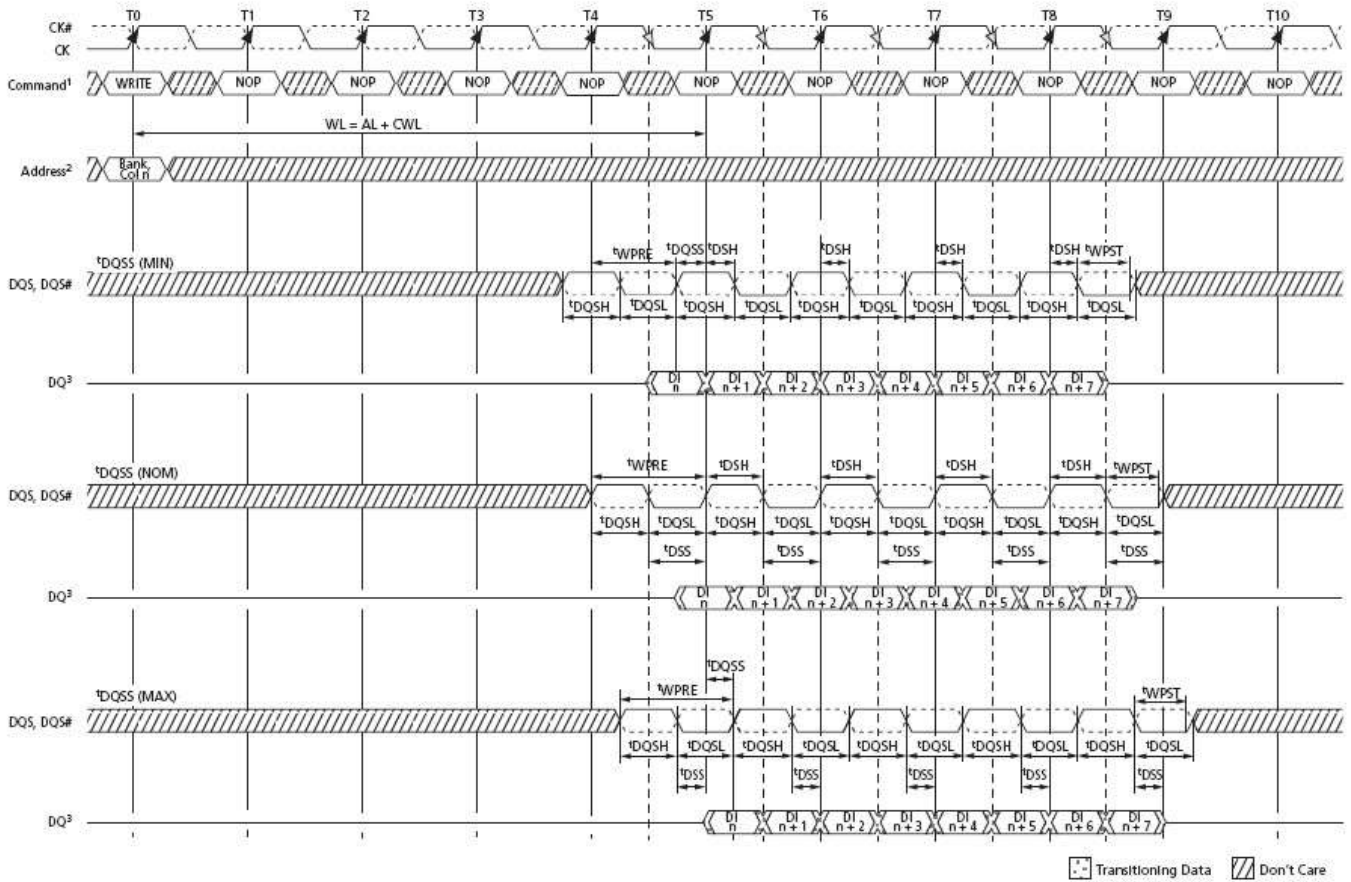 T0 T1 T2 T3 T4 T5 T6 T7 T8 T9 T10
CK#
CK
Command¹ WRITE NOP NOP NOP NOP NOP NOP NOP NOP NOP NOP
WL = AL + CWL
Address² Bank, Col n
tDQSS (MIN) tWPRE tDQSS tDSH tDSH tDSH tDSH tWPST
DQS, DQS#
tDQSH tDQSL tDQSH tDQSL tDQSH tDQSL tDQSH tDQSL tDQSH tDQSL
DQ³ DI n DI n + 1 DI n + 2 DI n + 3 DI n + 4 DI n + 5 DI n + 6 DI n + 7
tDQSS (NOM) tWPRE tDSH tDSH tDSH tDSH tWPST
DQS, DQS#
tDQSH tDQSL tDQSH tDQSL tDQSH tDQSL tDQSH tDQSL tDQSH tDQSL
tDSS tDSS tDSS tDSS tDSS
DQ³ DI n DI n + 1 DI n + 2 DI n + 3 DI n + 4 DI n + 5 DI n + 6 DI n + 7
tDQSS
tDQSS (MAX) tWPRE tWPST
DQS, DQS#
tDQSH tDQSL tDQSH tDQSL tDQSH tDQSL tDQSH tDQSL tDQSH tDQSL
tDSS tDSS tDSS tDSS tDSS
DQ³ DI n DI n + 1 DI n + 2 DI n + 3 DI n + 4 DI n + 5 DI n + 6 DI n + 7
Transitioning Data Don't Care